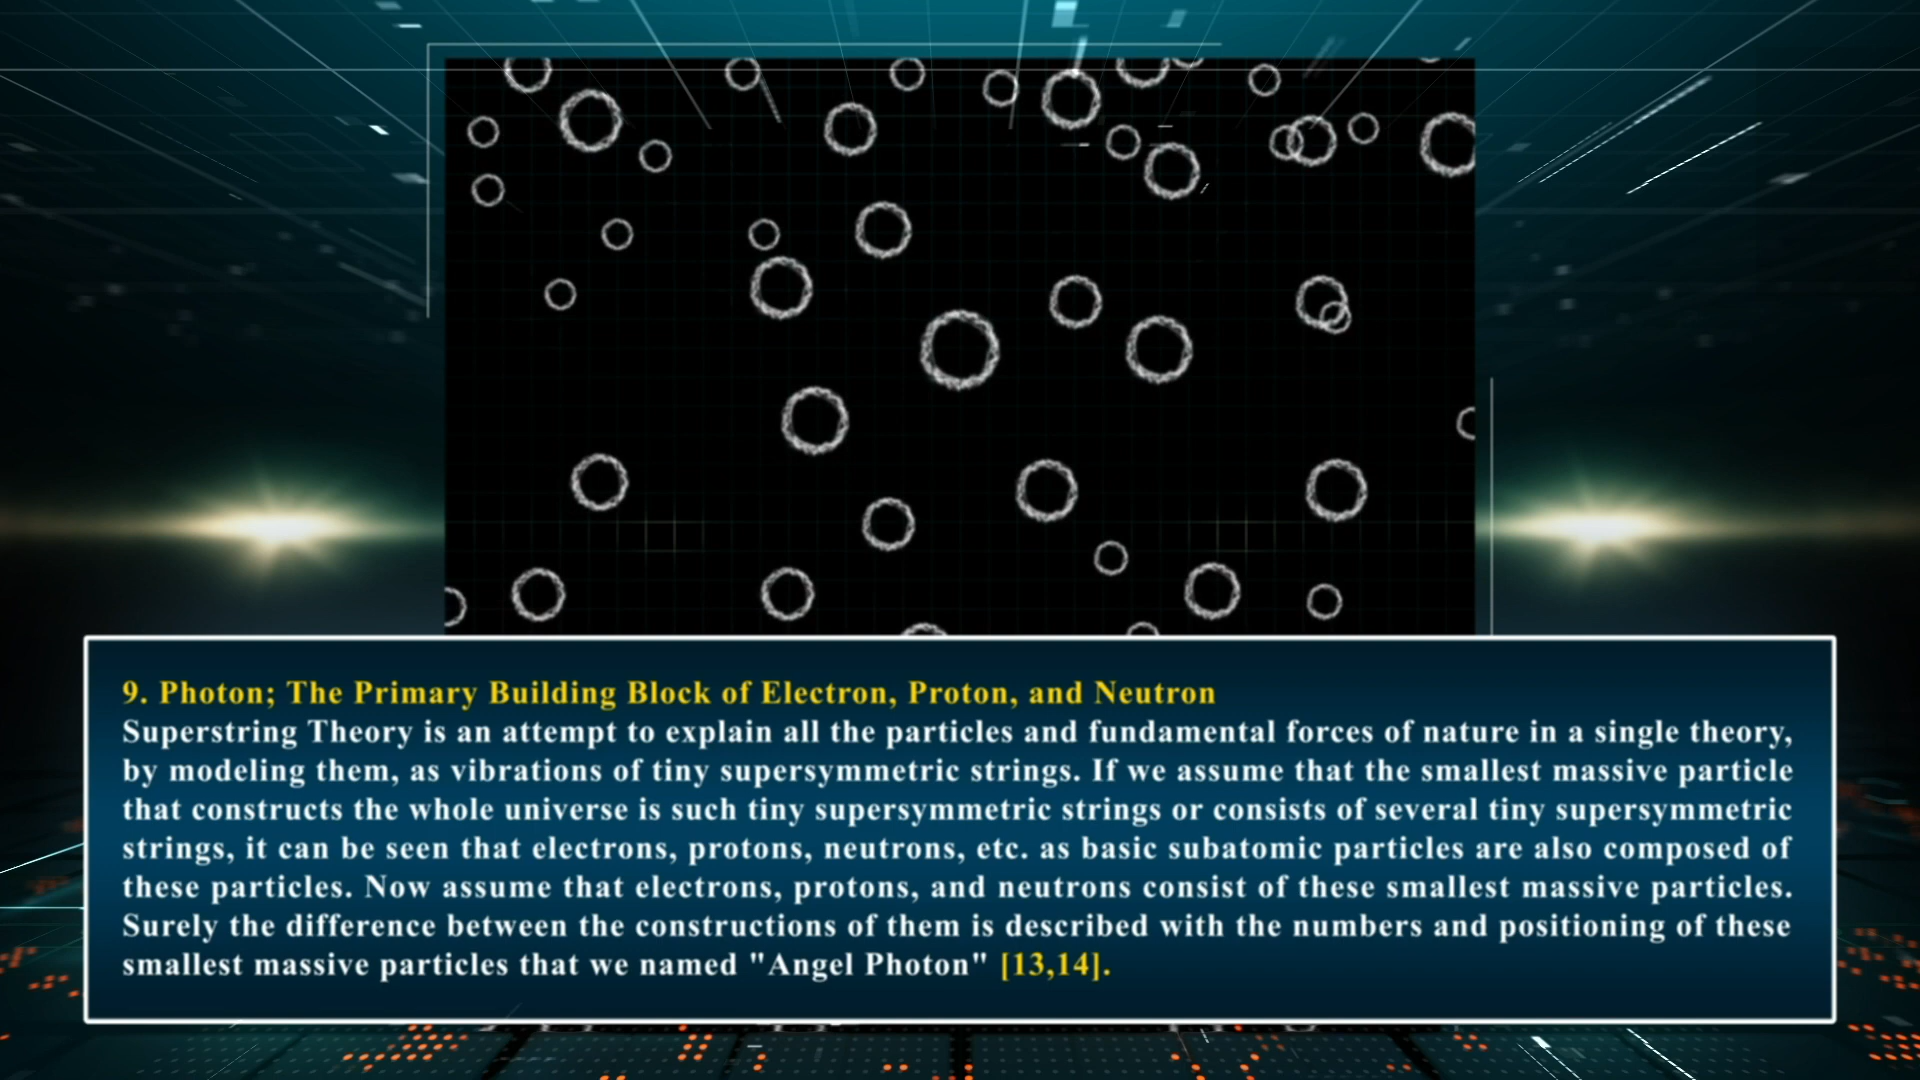 9. Photon; The Primary Building Block of Electron, Proton, and Neutron
Superstring Theory is an attempt to explain all the particles and fundamental forces of nature in a single theory,
by modeling them, as vibrations of tiny supersymmetric strings. If we assume that the smallest massive particle
that constructs the whole universe is such tiny supersymmetric strings or consists of several tiny supersymmetric
strings, it can be seen that electrons, protons, neutrons, etc. as basic subatomic particles are also composed of
these particles. Now assume that electrons, protons, and neutrons consist of these smallest massive particles.
Surely the difference between the constructions of them is described with the numbers and positioning of these
smallest massive particles that we named "Angel Photon" [13,14].